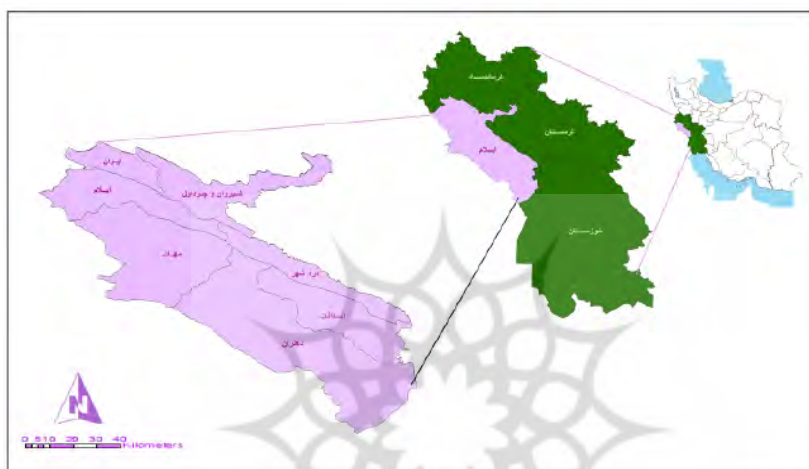 کرمانشاه
لرستان
ایلام
خوزستان
ایوان
ایلام
شیروان و چرداول
مهران
دره شهر
آبدانان
دهلران
N
0 5 10 20 30 40
Kilometers